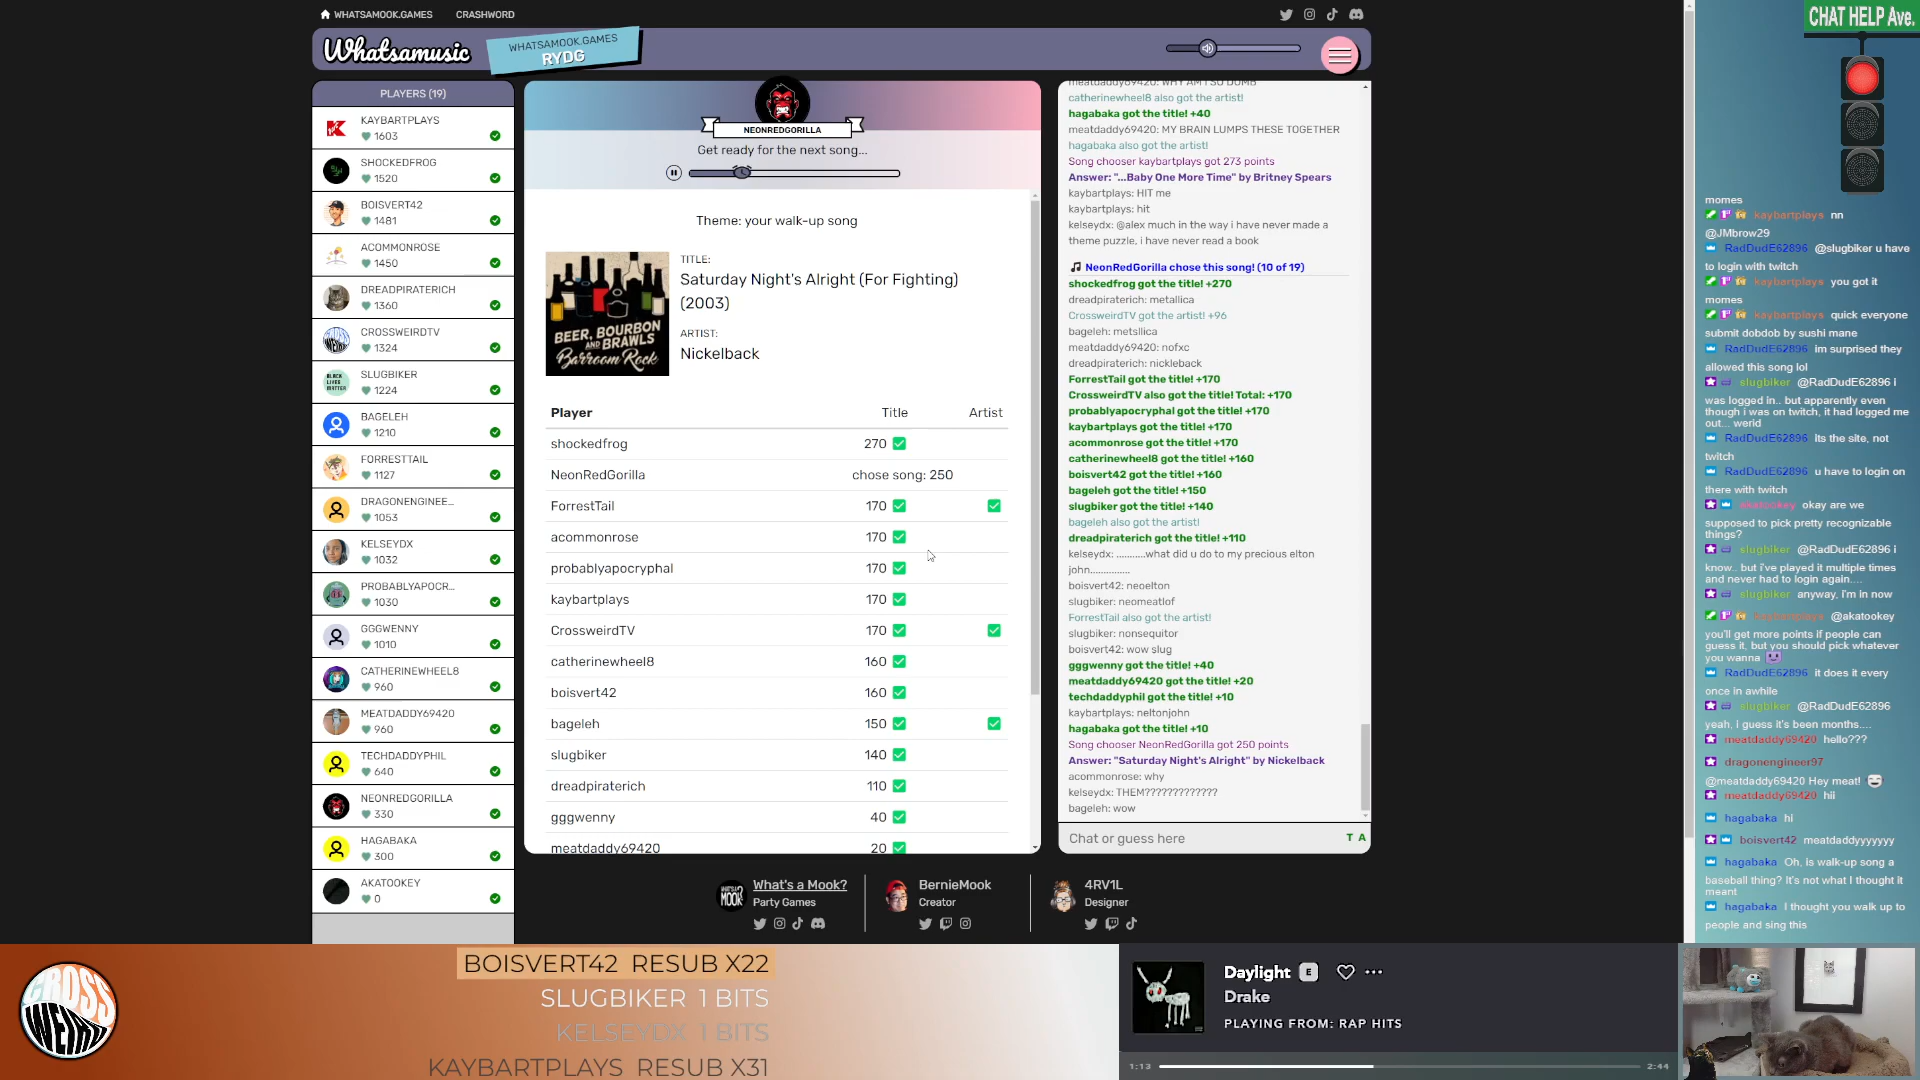 WHATSAMOOK.GAMES
CRASHWORD
Whatsamusic
WHATSAMOOK.GAMES
RYDG
PLAYERS (19)
KAYBARTPLAYS
1603
SHOCKEDFROG
1520
BOISVERT42
1481
ACOMMONROSE
1450
DREADPIRATERICH
1360
CROSSWEIRDTV
1324
SLUGBIKER
1224
BAGELEH
1210
FORRESTTAIL
1127
DRAGONENGINEE...
1053
KELSEYDX
1032
PROBABLYAPOCR...
1030
GGGWENNY
1010
CATHERINEWHEEL8
960
MEATDADDY69420
960
TECHDADDYPHIL
640
NEONREDGORILLA
330
HAGABAKA
300
AKATOOKEY
0
NEONREDGORILLA
Get ready for the next song...
Theme: your walk-up song
BEER, BOURBON
AND BRAWLS
Barroom Rock
TITLE:
Saturday Night's Alright (For Fighting)
(2003)
ARTIST:
Nickelback
Player Title Artist
shockedfrog 270
NeonRedGorilla chose song: 250
ForrestTail 170
acommonrose 170
probablyapocryphal 170
kaybartplays 170
CrossweirdTV 170
catherinewheel8 160
boisvert42 160
bageleh 150
slugbiker 140
dreadpiraterich 110
gggwenny 40
meatdaddy69420 20
meatdaddy69420: WHY AM I SO DUMB
catherinewheel8 also got the artist!
hagabaka got the title! +40
meatdaddy69420: MY BRAIN LUMPS THESE TOGETHER
hagabaka also got the artist!
Song chooser kaybartplays got 273 points
Answer: "...Baby One More Time" by Britney Spears
kaybartplays: HIT me
kaybartplays: hit
kelseydx: @alex much in the way i have never made a
theme puzzle, i have never read a book
NeonRedGorilla chose this song! (10 of 19)
shockedfrog got the title! +270
dreadpiraterich: metallica
CrossweirdTV got the artist! +96
bageleh: metsllica
meatdaddy69420: nofxc
dreadpiraterich: nickleback
ForrestTail got the title! +170
CrossweirdTV also got the title! Total: +170
probablyapocryphal got the title! +170
kaybartplays got the title! +170
acommonrose got the title! +170
catherinewheel8 got the title! +160
boisvert42 got the title! +160
bageleh got the title! +150
slugbiker got the title! +140
bageleh also got the artist!
dreadpiraterich got the title! +110
kelseydx: ...........what did u do to my precious elton
john...............
boisvert42: neoelton
slugbiker: neomeatlof
ForrestTail also got the artist!
slugbiker: nonsequitor
boisvert42: wow slug
gggwenny got the title! +40
meatdaddy69420 got the title! +20
techdaddyphil got the title! +10
kaybartplays: neltonjohn
hagabaka got the title! +10
Song chooser NeonRedGorilla got 250 points
Answer: "Saturday Night's Alright" by Nickelback
acommonrose: why
kelseydx: THEM?????????????
bageleh: wow
Chat or guess here
T A
WHAT'S A MOOK?
What's a Mook?
Party Games
BernieMook
Creator
4RV1L
Designer
CHAT HELP Ave.
momes
kaybartplays nn
@JMbrow29
RadDudE62896 @slugbiker u have
to login with twitch
kaybartplays you got it
momes
kaybartplays quick everyone
submit dobdob by sushi mane
RadDudE62896 im surprised they
allowed this song lol
slugbiker @RadDudE62896 i
was logged in.. but apparently even
though i was on twitch, it had logged me
out... werid
RadDudE62896 Its the site, not
twitch
RadDudE62896 u have to login on
there with twitch
akatookey okay are we
supposed to pick pretty recognizable
things?
slugbiker @RadDudE62896 i
know.. but i've played it multiple times
and never had to login again....
slugbiker anyway, I'm in now
kaybartplays @akatookey
you'll get more points if people can
guess it, but you should pick whatever
you wanna
RadDudE62896 it does it every
once in awhile
slugbiker @RadDudE62896
yeah, I guess it's been months....
meatdaddy69420 hello???
dragonengineer97
@meatdaddy69420 Hey meat!
meatdaddy69420 hii
hagabaka hi
boisvert42 meatdaddyyyyyy
hagabaka Oh, is walk-up song a
baseball thing? It's not what I thought it
meant
hagabaka I thought you walk up to
people and sing this
CROSS
WEIRD
BOISVERT42 RESUB X22
SLUGBIKER 1 BITS
KELSEYDX 1 BITS
KAYBARTPLAYS RESUB X31
Daylight E
Drake
PLAYING FROM: RAP HITS
1:13
2:44